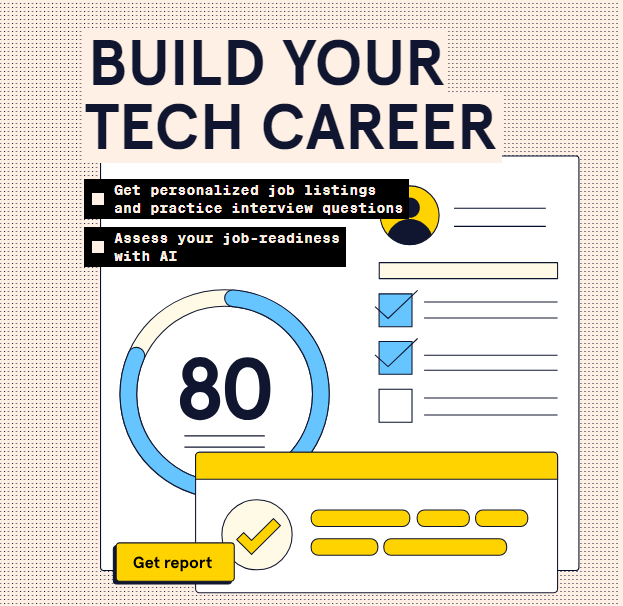 BUILD YOUR
TECH CAREER
Get personalized job listings
and practice interview questions
Assess your job-readiness
with AI
80
Get report